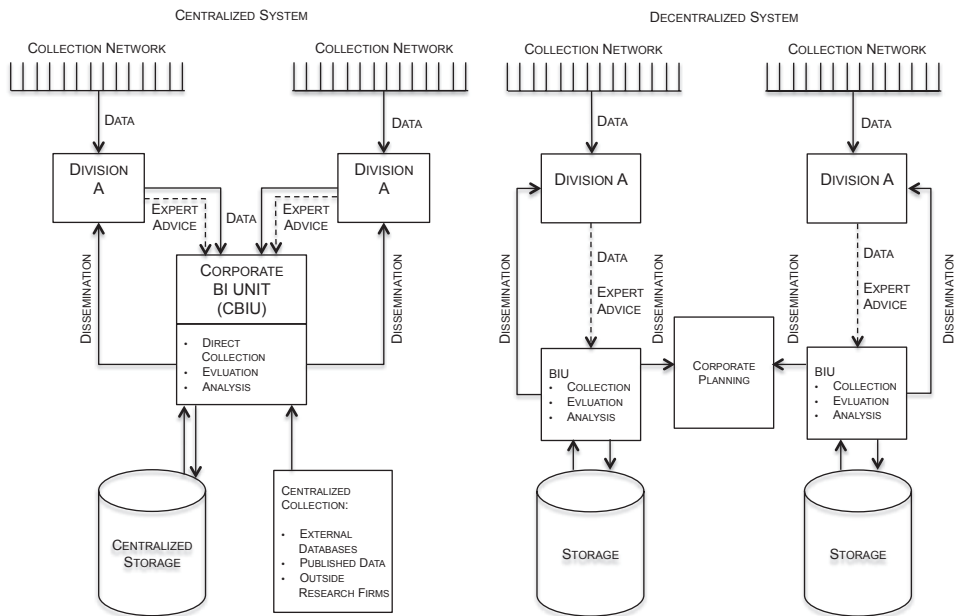 CENTRALIZED SYSTEM
COLLECTION NETWORK
COLLECTION NETWORK
DATA
DATA
DIVISION
A
DIVISION
A
EXPERT
ADVICE
DATA
EXPERT
ADVICE
DISSEMINATION
DISSEMINATION
CORPORATE
BI UNIT
(CBIU)
• DIRECT
COLLECTION
• EVLUATION
• ANALYSIS
CENTRALIZED
STORAGE
CENTRALIZED
COLLECTION:
• EXTERNAL
DATABASES
• PUBLISHED DATA
• OUTSIDE
RESEARCH FIRMS
DECENTRALIZED SYSTEM
COLLECTION NETWORK
COLLECTION NETWORK
DATA
DATA
DIVISION A
DIVISION A
DISSEMINATION
DATA
EXPERT
ADVICE
DISSEMINATION
DISSEMINATION
DATA
EXPERT
ADVICE
DISSEMINATION
BIU
• COLLECTION
• EVLUATION
• ANALYSIS
CORPORATE
PLANNING
BIU
• COLLECTION
• EVLUATION
• ANALYSIS
STORAGE
STORAGE